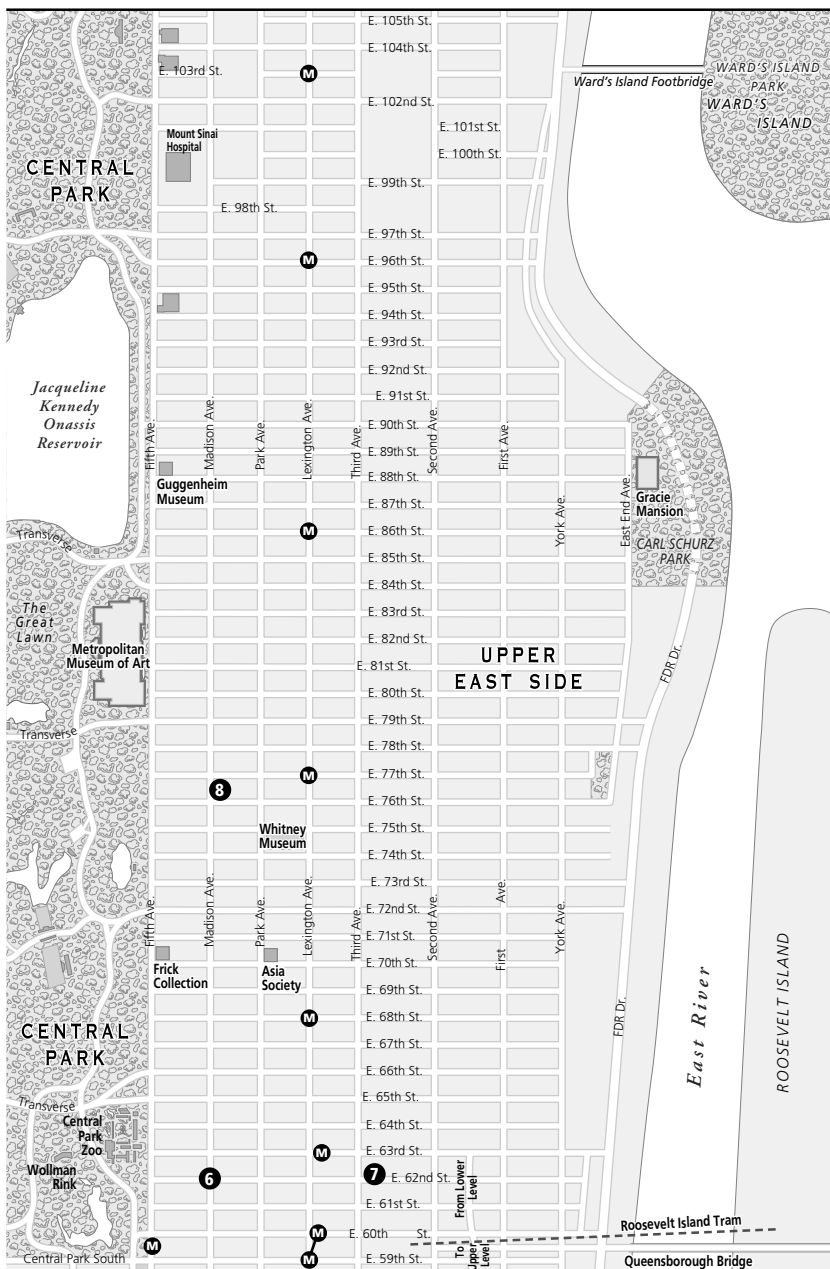 E. 105th St.
E. 104th St.
E. 103rd St.
M
Ward's Island Footbridge
WARD'S ISLAND
PARK
WARD'S
ISLAND
E. 102nd St.
E. 101st St.
E. 100th St.
Mount Sinai
Hospital
CENTRAL
PARK
E. 99th St.
E. 98th St.
E. 97th St.
E. 96th St.
M
E. 95th St.
E. 94th St.
E. 93rd St.
E. 92nd St.
E. 91st St.
Jacqueline
Kennedy
Onassis
Reservoir
Fifth Ave.
Madison Ave.
Park Ave.
Lexington Ave.
Third Ave.
Second Ave.
First Ave.
York Ave.
East End Ave.
E. 90th St.
E. 89th St.
E. 88th St.
Guggenheim
Museum
Gracie
Mansion
E. 87th St.
E. 86th St.
M
CARL SCHURZ
PARK
Transverse
E. 85th St.
E. 84th St.
E. 83rd St.
The
Great
Lawn
E. 82nd St.
Metropolitan
Museum of Art
E. 81st St.
UPPER
EAST SIDE
FDR Dr.
E. 80th St.
E. 79th St.
Transverse
E. 78th St.
E. 77th St.
M
8
E. 76th St.
E. 75th St.
Whitney
Museum
E. 74th St.
E. 73rd St.
Fifth Ave.
Madison Ave.
Park Ave.
Lexington Ave.
Third Ave.
Second Ave.
First Ave.
York Ave.
E. 72nd St.
E. 71st St.
E. 70th St.
Frick
Collection
Asia
Society
E. 69th St.
E. 68th St.
M
FDR Dr.
East River
ROOSEVELT ISLAND
CENTRAL
PARK
E. 67th St.
E. 66th St.
E. 65th St.
Transverse
Central
Park
Zoo
E. 64th St.
E. 63rd St.
M
Wollman
Rink
6
7
E. 62nd St.
From Lower
Level
E. 61st St.
E. 60th St.
M
M
Roosevelt Island Tram
Central Park South
M
E. 59th St.
To
Upper
Level
Queensborough Bridge